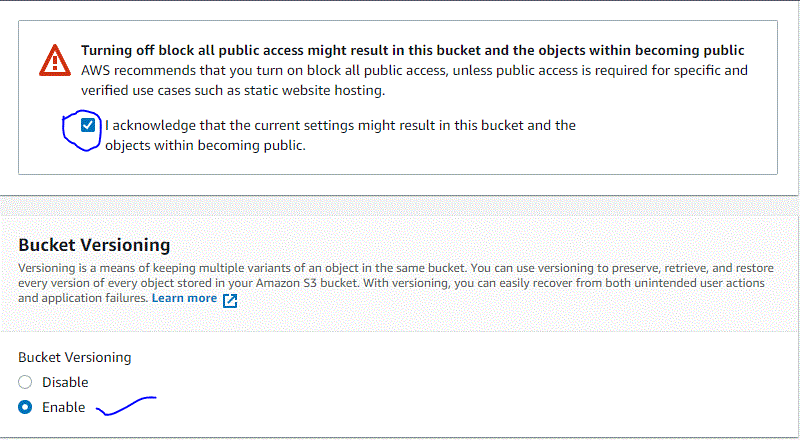 Turning off block all public access might result in this bucket and the objects within becoming public
AWS recommends that you turn on block all public access, unless public access is required for specific and
verified use cases such as static website hosting.
I acknowledge that the current settings might result in this bucket and the
objects within becoming public.
Bucket Versioning
Versioning is a means of keeping multiple variants of an object in the same bucket. You can use versioning to preserve, retrieve, and restore
every version of every object stored in your Amazon S3 bucket. With versioning, you can easily recover from both unintended user actions
and application failures. Learn more
Bucket Versioning
Disable
Enable